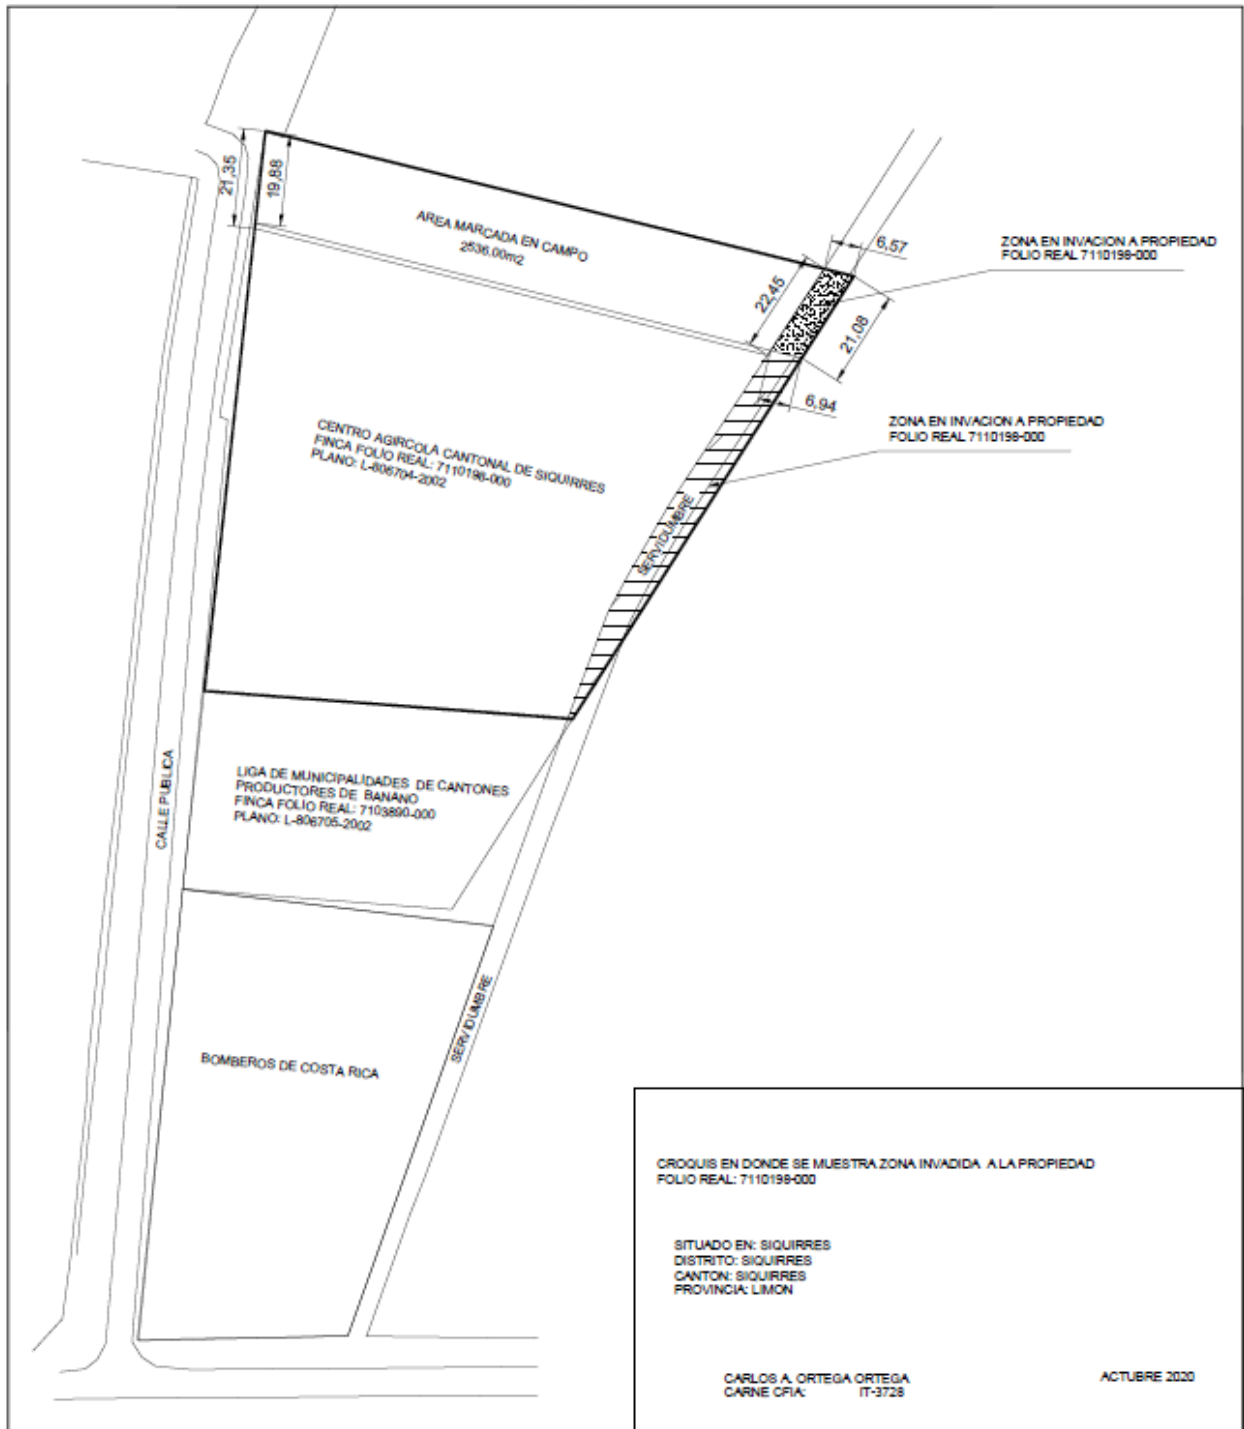 21,35
19,88
AREA MARCADA EN CAMPO
2536.00m2
6,57
22,45
21,08
6,94
ZONA EN INVACION A PROPIEDAD
FOLIO REAL 7110198-000
ZONA EN INVACION A PROPIEDAD
FOLIO REAL 7110198-000
CENTRO AGIRCOLA CANTONAL DE SIQUIRRES
FINCA FOLIO REAL: 7110198-000
PLANO: L-806704-2002
SERVIDUMBRE
CALLE PUBLICA
LIGA DE MUNICIPALIDADES DE CANTONES
PRODUCTORES DE BANANO
FINCA FOLIO REAL: 7103890-000
PLANO: L-806705-2002
SERVIDUMBRE
BOMBEROS DE COSTA RICA
CROQUIS EN DONDE SE MUESTRA ZONA INVADIDA A LA PROPIEDAD
FOLIO REAL: 7110198-000
SITUADO EN: SIQUIRRES
DISTRITO: SIQUIRRES
CANTON: SIQUIRRES
PROVINCIA: LIMON
CARLOS A. ORTEGA ORTEGA
CARNE CFIA: IT-3728
ACTUBRE 2020